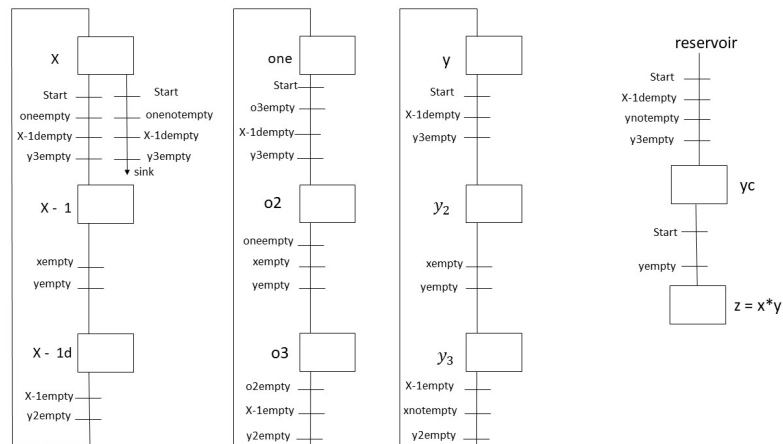 X
Start
oneempty
X-1dempty
y3empty
Start
onenotempty
X-1dempty
y3empty
sink
X - 1
xempty
yempty
X - 1d
X-1empty
y2empty
one
Start
o3empty
X-1dempty
y3empty
o2
oneempty
xempty
yempty
o3
o2empty
X-1empty
y2empty
y
Start
X-1dempty
y3empty
y₂
xempty
yempty
y₃
X-1empty
xnotempty
y2empty
reservoir
Start
X-1dempty
ynotempty
y3empty
yc
Start
yempty
z = x*y